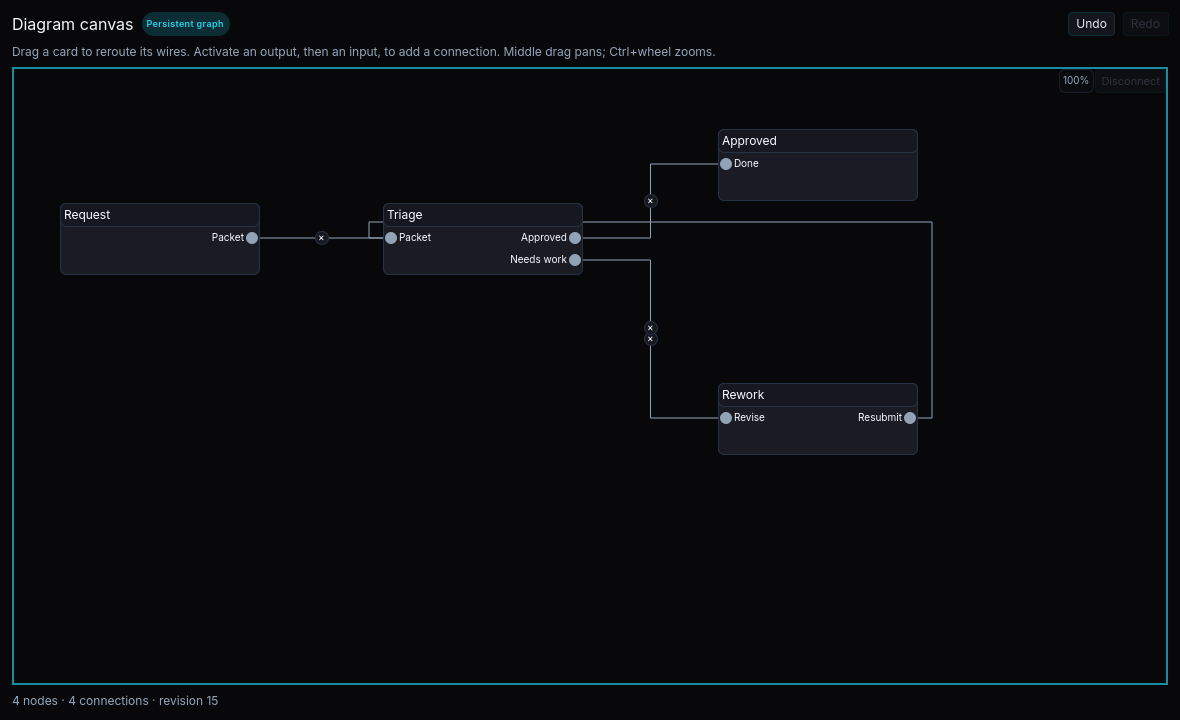 Diagram canvas
Persistent graph
Undo
Redo
Drag a card to reroute its wires. Activate an output, then an input, to add a connection. Middle drag pans; Ctrl+wheel zooms.
100%
Disconnect
Approved
Done
Request
Packet
Triage
Packet
Approved
Needs work
Rework
Revise
Resubmit
4 nodes · 4 connections · revision 15